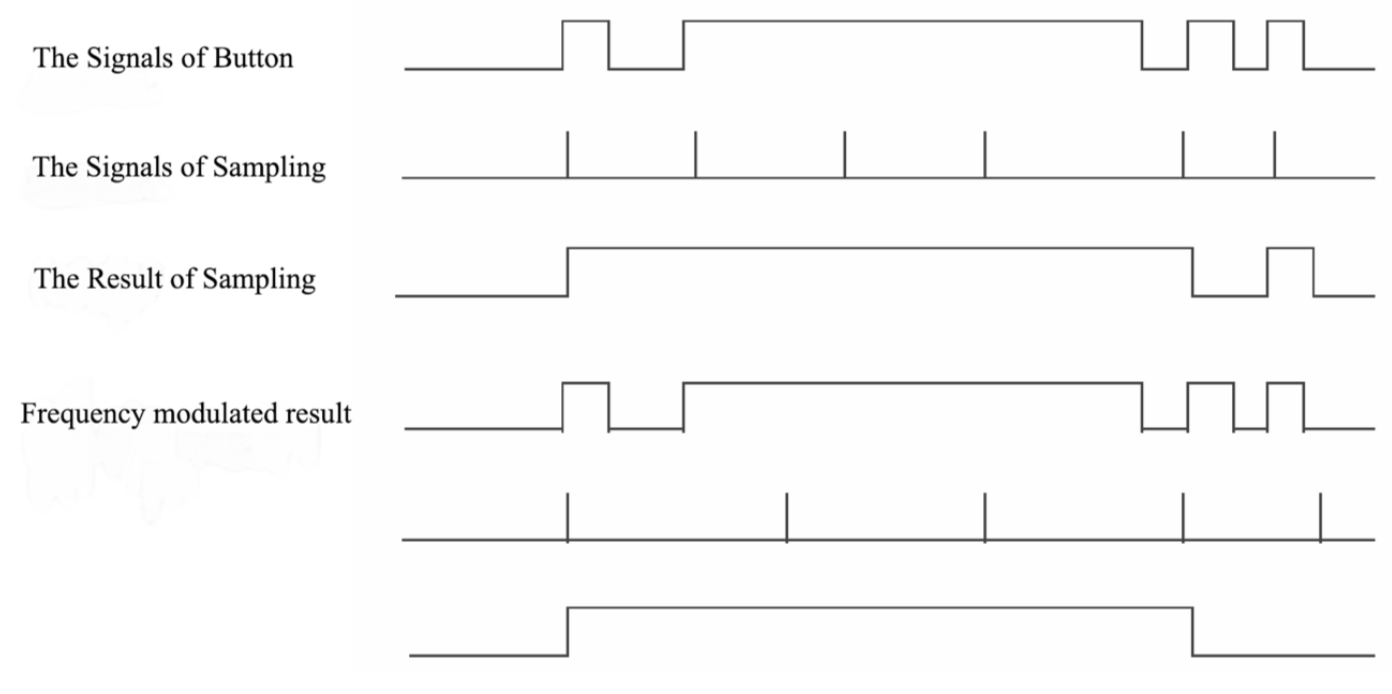 The Signals of Button
The Signals of Sampling
The Result of Sampling
Frequency modulated result